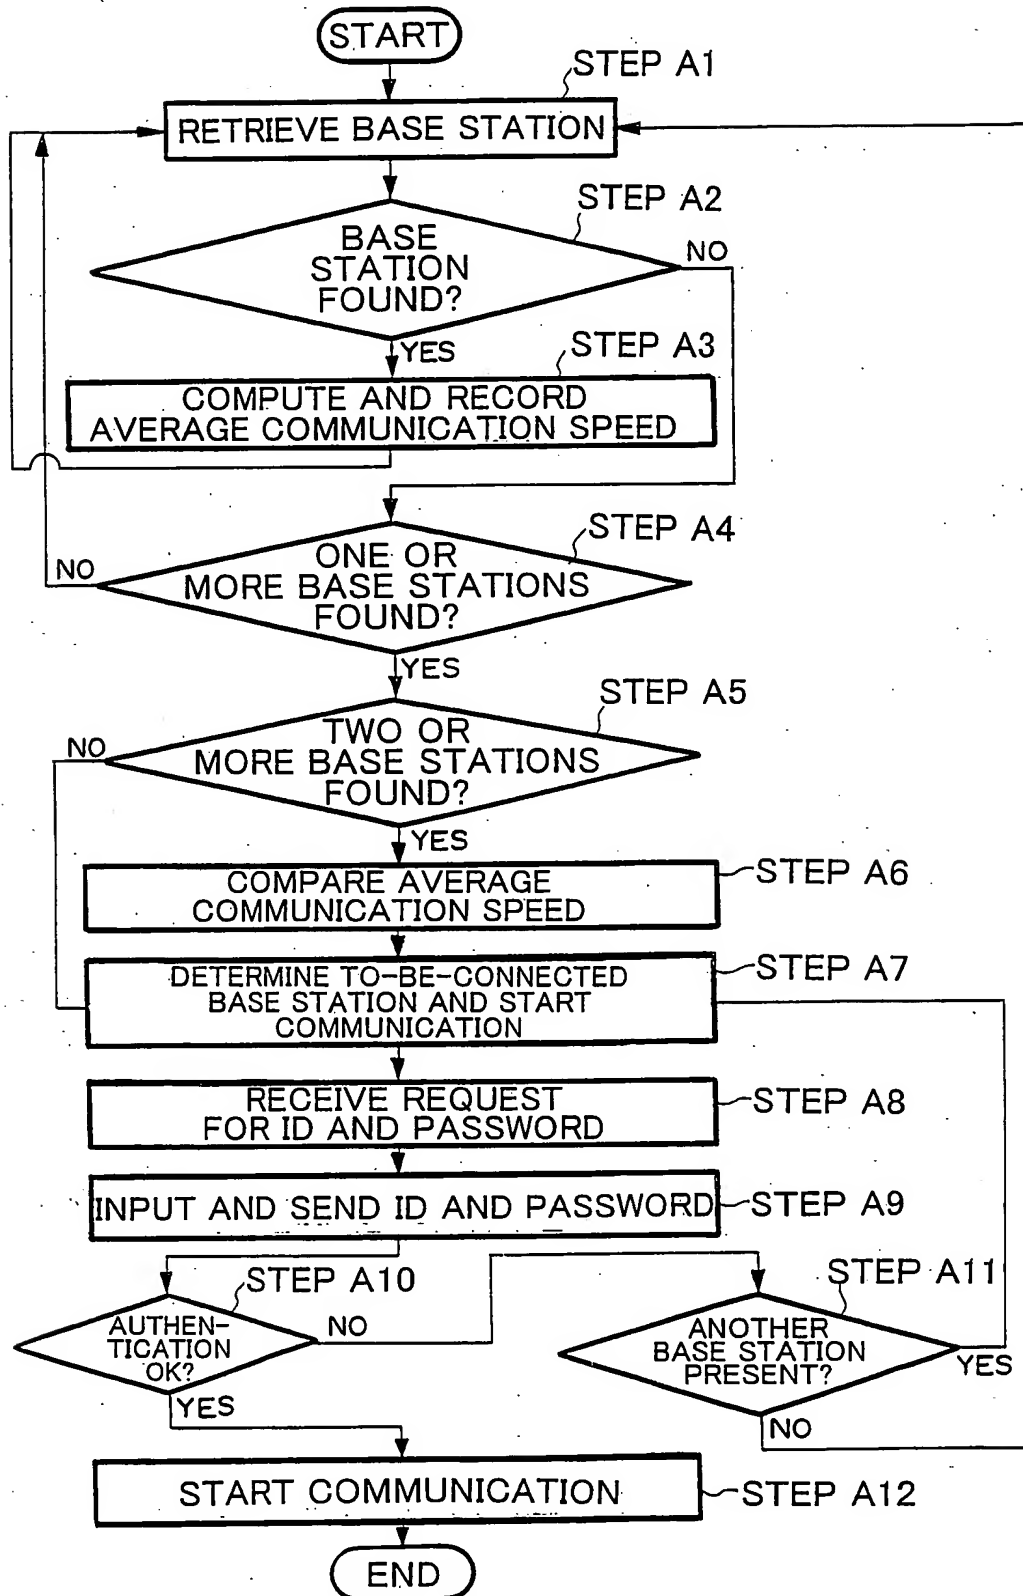 START
STEP A1
RETRIEVE BASE STATION
STEP A2
BASE
STATION
FOUND?
NO
YES
STEP A3
COMPUTE AND RECORD
AVERAGE COMMUNICATION SPEED
STEP A4
ONE OR
MORE BASE STATIONS
FOUND?
NO
YES
STEP A5
TWO OR
MORE BASE STATIONS
FOUND?
NO
YES
STEP A6
COMPARE AVERAGE
COMMUNICATION SPEED
STEP A7
DETERMINE TO-BE-CONNECTED
BASE STATION AND START
COMMUNICATION
STEP A8
RECEIVE REQUEST
FOR ID AND PASSWORD
INPUT AND SEND ID AND PASSWORD
STEP A9
STEP A10
AUTHEN-
TICATION
OK?
NO
YES
STEP A11
ANOTHER
BASE STATION
PRESENT?
YES
NO
START COMMUNICATION
STEP A12
END